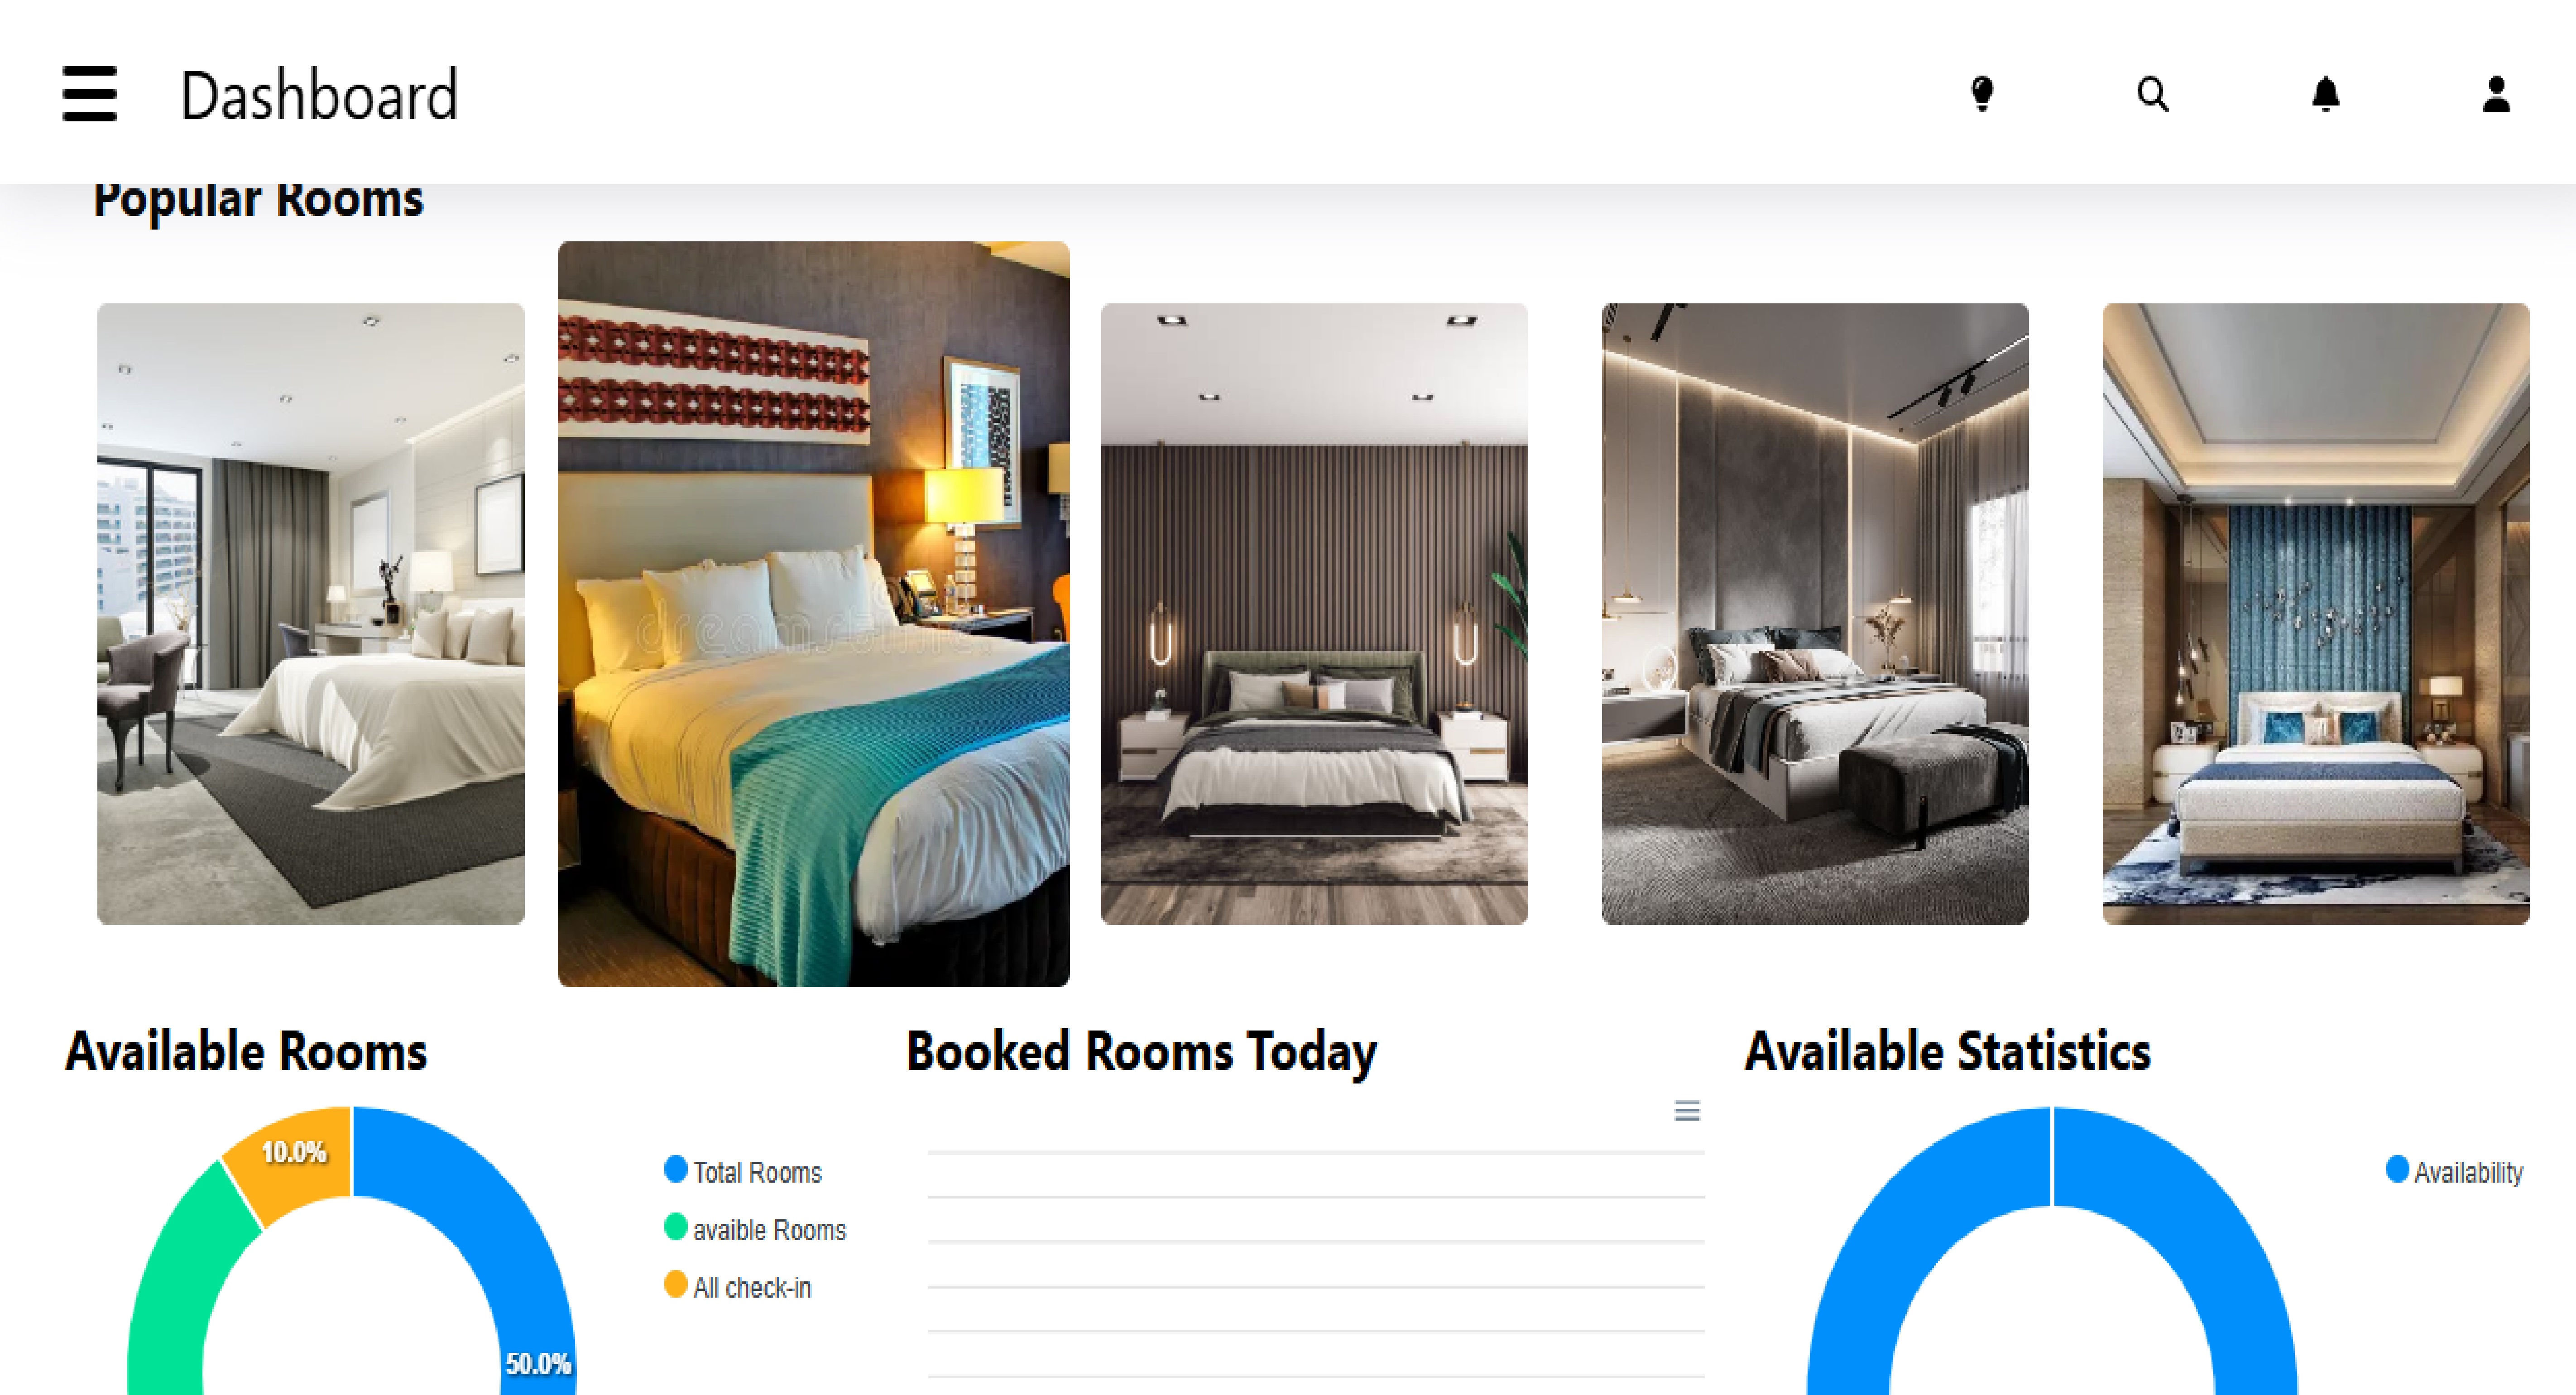 Dashboard
Popular Rooms
dreamstime.
Available Rooms
Booked Rooms Today
Available Statistics
10.0%
50.0%
Total Rooms
avaible Rooms
All check-in
Availability